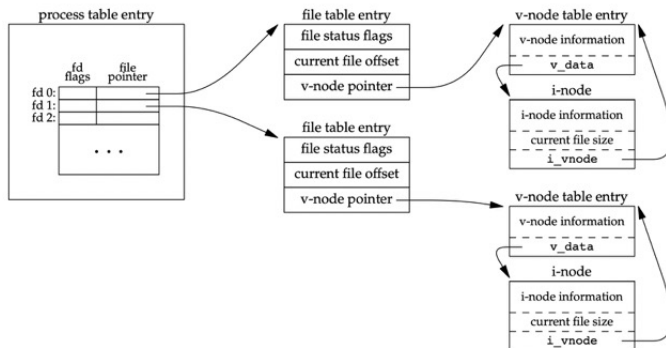 process table entry
fd flags
file pointer
fd 0:
fd 1:
fd 2:
. . .
file table entry
file status flags
current file offset
v-node pointer
file table entry
file status flags
current file offset
v-node pointer
v-node table entry
v-node information
v_data
i-node
i-node information
current file size
i_vnode
v-node table entry
v-node information
v_data
i-node
i-node information
current file size
i_vnode